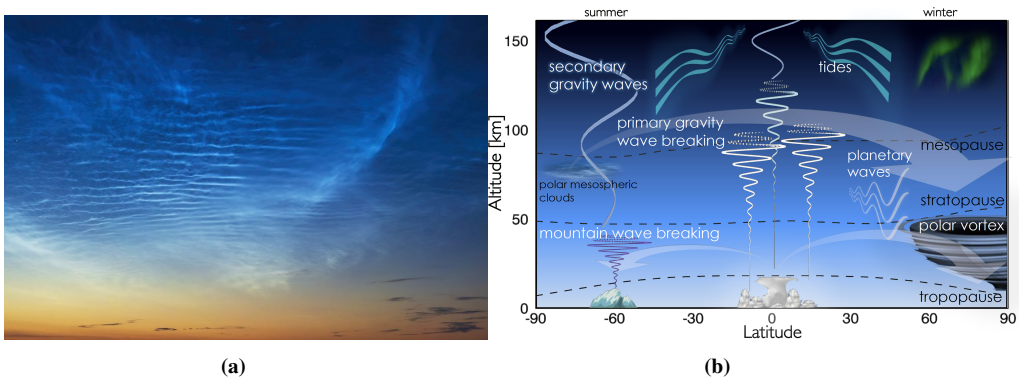 summer
winter
150
secondary
gravity waves
tides
primary gravity
wave breaking
100
mesopause
planetary
waves
polar mesospheric
clouds
stratopause
50
polar vortex
mountain wave breaking
tropopause
0
Altitude [km]
-90
-60
-30
0
30
60
90
Latitude
(a)
(b)